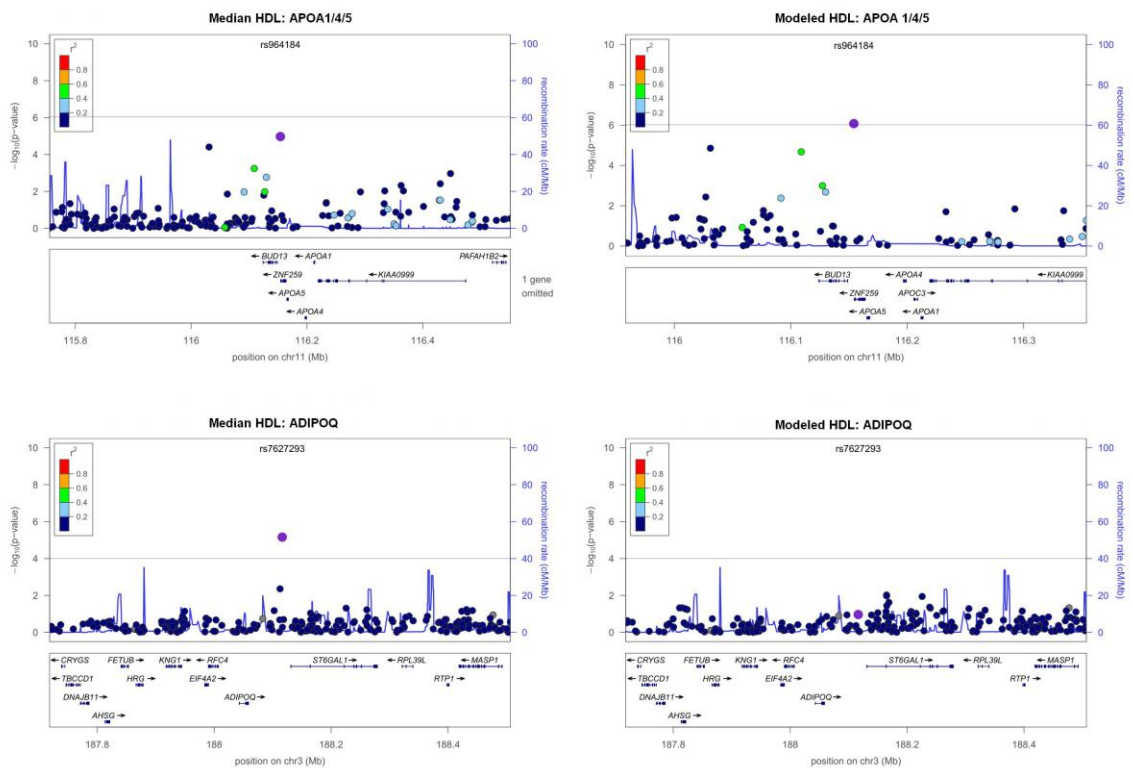 Median HDL: APOA1/4/5
rs964184
r²
0.8
0.6
0.4
0.2
10
8
6
4
2
0
− log₁₀(p−value)
100
80
60
40
20
0
recombination rate (cM/Mb)
← BUD13 ← APOA1 PAFAH1B2 →
← ZNF259 ← KIAA0999
← APOA5
← APOA4
1 gene
omitted
115.8 116 116.2 116.4
position on chr11 (Mb)
Modeled HDL: APOA 1/4/5
rs964184
r²
0.8
0.6
0.4
0.2
10
8
6
4
2
0
− log₁₀(p−value)
100
80
60
40
20
0
recombination rate (cM/Mb)
← BUD13 ← APOA4 ← KIAA0999
← ZNF259 APOC3 →
← APOA5 ← APOA1
116 116.1 116.2 116.3
position on chr11 (Mb)
Median HDL: ADIPOQ
rs7627293
r²
0.8
0.6
0.4
0.2
10
8
6
4
2
0
− log₁₀(p−value)
100
80
60
40
20
0
recombination rate (cM/Mb)
← CRYGS FETUB → KNG1 → ← RFC4 ST6GAL1 → ← RPL39L ← MASP1
← TBCCD1 HRG → EIF4A2 → RTP1 →
DNAJB11 → ADIPOQ →
AHSG →
187.8 188 188.2 188.4
position on chr3 (Mb)
Modeled HDL: ADIPOQ
rs7627293
r²
0.8
0.6
0.4
0.2
10
8
6
4
2
0
− log₁₀(p−value)
100
80
60
40
20
0
recombination rate (cM/Mb)
← CRYGS FETUB → KNG1 → ← RFC4 ST6GAL1 → ← RPL39L ← MASP1
← TBCCD1 HRG → EIF4A2 → RTP1 →
DNAJB11 → ADIPOQ →
AHSG →
187.8 188 188.2 188.4
position on chr3 (Mb)